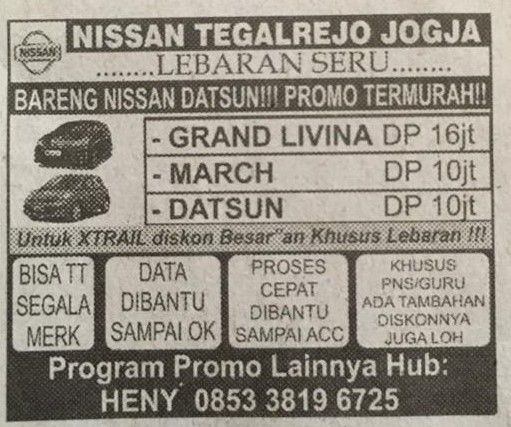 NISSAN
NISSAN TEGALREJO JOGJA
........LEBARAN SERU........
BARENG NISSAN DATSUN!!! PROMO TERMURAH!!
- GRAND LIVINA DP 16jt
- MARCH DP 10jt
- DATSUN DP 10jt
Untuk XTRAIL diskon Besar"an Khusus Lebaran !!!
BISA TT
SEGALA
MERK
DATA
DIBANTU
SAMPAI OK
PROSES
CEPAT
DIBANTU
SAMPAI ACC
KHUSUS
PNS/GURU
ADA TAMBAHAN
DISKONNYA
JUGA LOH
Program Promo Lainnya Hub:
HENY 0853 3819 6725